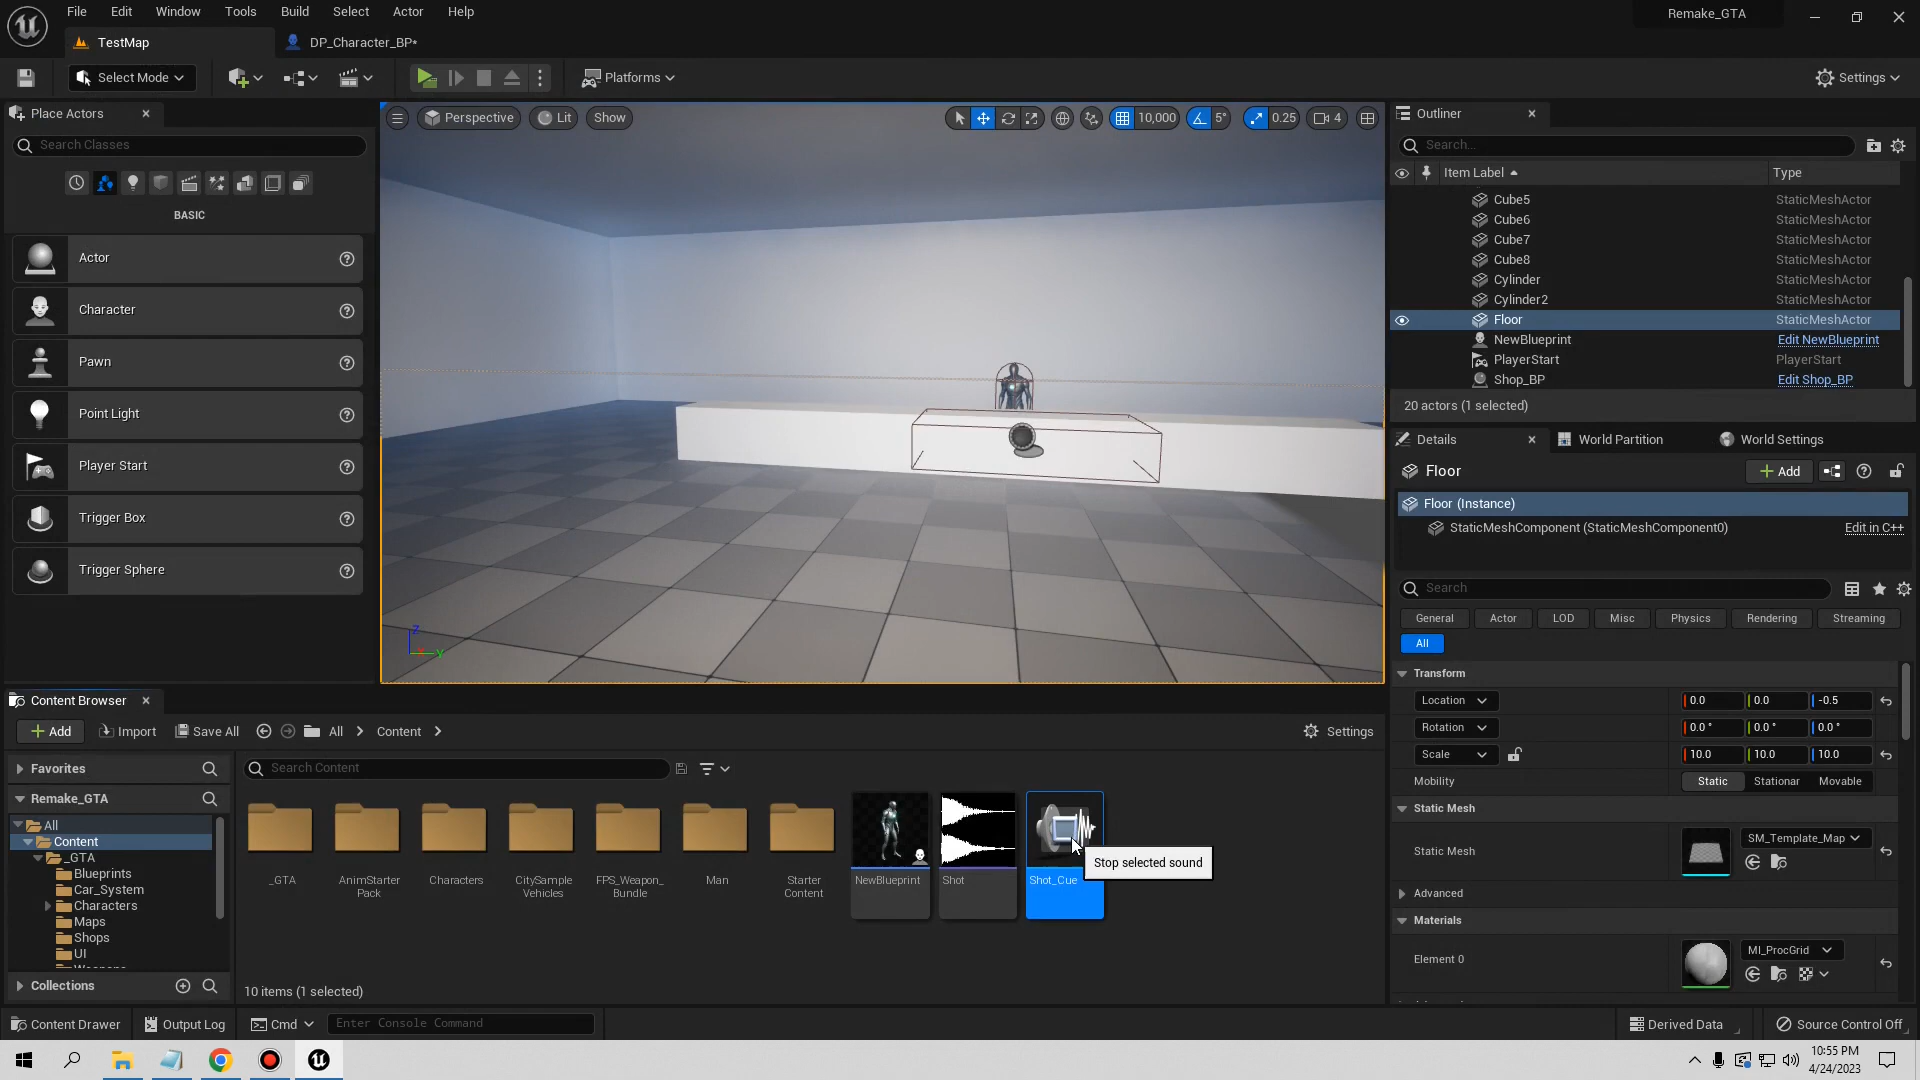 File Edit Window Tools Build Select Actor Help
Remake_GTA
TestMap
DP_Character_BP*
Select Mode
Platforms
Settings
Place Actors
Search Classes
BASIC
Actor
Character
Pawn
Point Light
Player Start
Trigger Box
Trigger Sphere
Perspective
Lit
Show
10,000
5°
0.25
4
Z
X
Y
Outliner
Search...
Item Label
Type
Cube5 StaticMeshActor
Cube6 StaticMeshActor
Cube7 StaticMeshActor
Cube8 StaticMeshActor
Cylinder StaticMeshActor
Cylinder2 StaticMeshActor
Floor StaticMeshActor
NewBlueprint Edit NewBlueprint
PlayerStart PlayerStart
Shop_BP Edit Shop_BP
20 actors (1 selected)
Details
World Partition
World Settings
Floor
Add
Floor (Instance)
StaticMeshComponent (StaticMeshComponent0) Edit in C++
Search
General Actor LOD Misc Physics Rendering Streaming
All
Transform
Location 0.0 0.0 -0.5
Rotation 0.0 ° 0.0 ° 0.0 °
Scale 10.0 10.0 10.0
Mobility Static Stationar Movable
Static Mesh
Static Mesh SM_Template_Map
Advanced
Materials
Element 0 MI_ProcGrid
Content Browser
Add Import Save All All Content Settings
Favorites
Search Content
Remake_GTA
All
Content
_GTA
Blueprints
Car_System
Characters
Maps
Shops
UI
Collections
_GTA
AnimStarter
Pack
Characters
CitySample
Vehicles
FPS_Weapon_
Bundle
Man
Starter
Content
NewBlueprint
Shot
Shot_Cue
Stop selected sound
10 items (1 selected)
Content Drawer Output Log Cmd Enter Console Command Derived Data Source Control Off
10:55 PM
4/24/2023